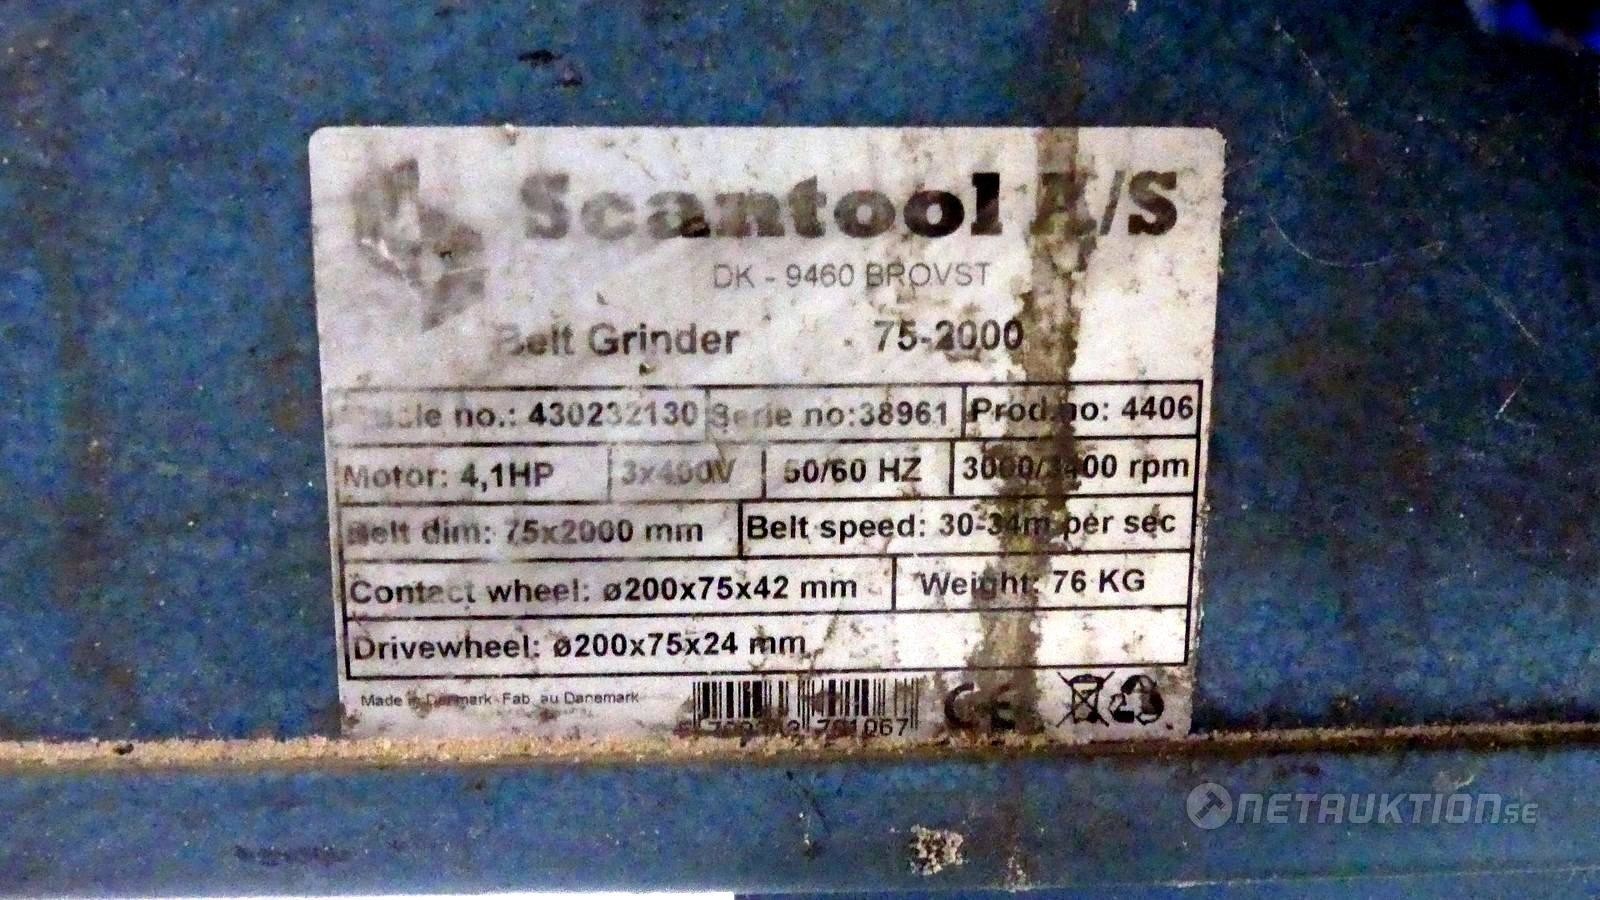 Scantool A/S
DK - 9460 BROVST
Belt Grinder 75-2000
no.: 430232130 Serie no:38961 Prod.no: 4406
Motor: 4,1HP 3x400V 50/60 HZ 3000/3400 rpm
Belt dim: 75x2000 mm Belt speed: 30-34m per sec
Contact wheel: ø200x75x42 mm Weight: 76 KG
Drivewheel: ø200x75x24 mm
Made in Denmark - Fab. au Danemark
CE
NETAUKTION.SE